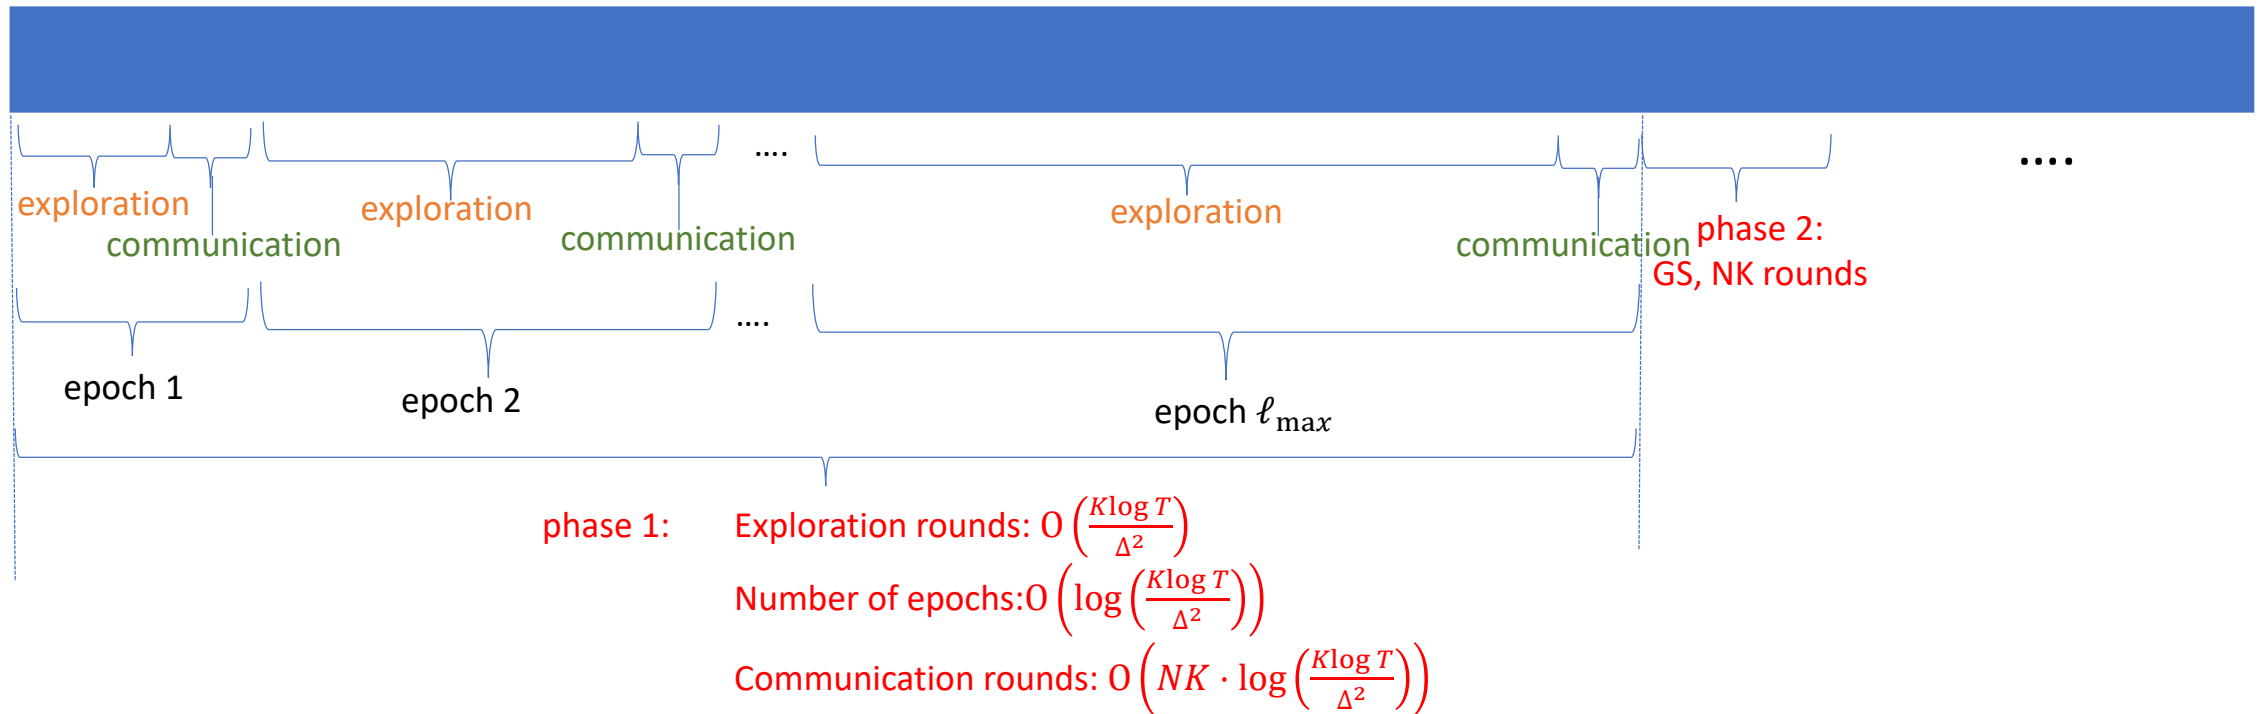 exploration
communication
exploration
communication
....
exploration
communication
phase 2:
GS, NK rounds
....
epoch 1
epoch 2
....
epoch ℓ_max
phase 1: Exploration rounds: O(K log T / Δ²)
Number of epochs:O(log(K log T / Δ²))
Communication rounds: O(NK · log(K log T / Δ²))